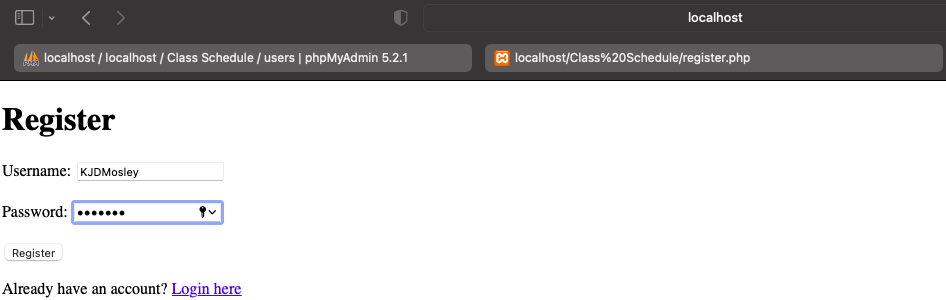 localhost
localhost / localhost / Class Schedule / users | phpMyAdmin 5.2.1
localhost/Class%20Schedule/register.php
Register
Username: KJDMosley
Password: •••••••
Register
Already have an account? Login here